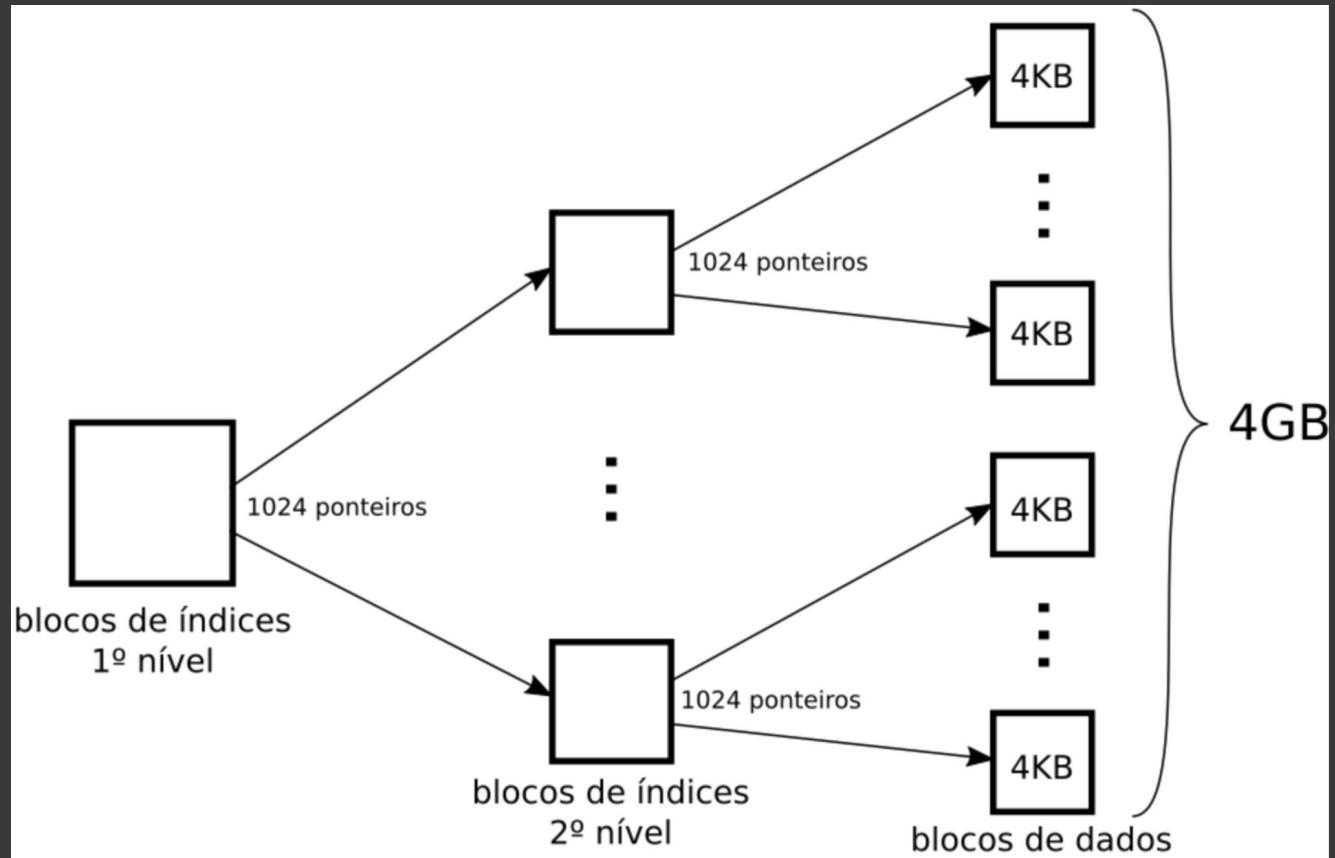 4KB
1024 ponteiros
4KB
4GB
1024 ponteiros
4KB
blocos de índices
1º nível
1024 ponteiros
4KB
blocos de índices
2º nível
blocos de dados